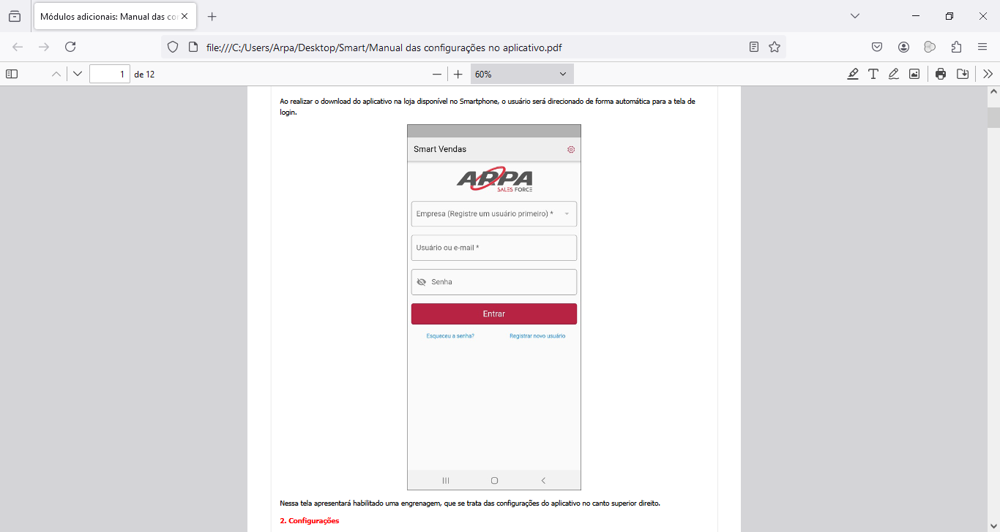 Módulos adicionais: Manual das co
file:///C:/Users/Arpa/Desktop/Smart/Manual das configurações no aplicativo.pdf
1 de 12
60%
Ao realizar o download do aplicativo na loja disponível no Smartphone, o usuário será direcionado de forma automática para a tela de
login.
Smart Vendas
ARPA
SALES FORCE
Empresa (Registre um usuário primeiro) *
Usuário ou e-mail *
Senha
Entrar
Esqueceu a senha? Registrar novo usuário
Nessa tela apresentará habilitado uma engrenagem, que se trata das configurações do aplicativo no canto superior direito.
2. Configurações